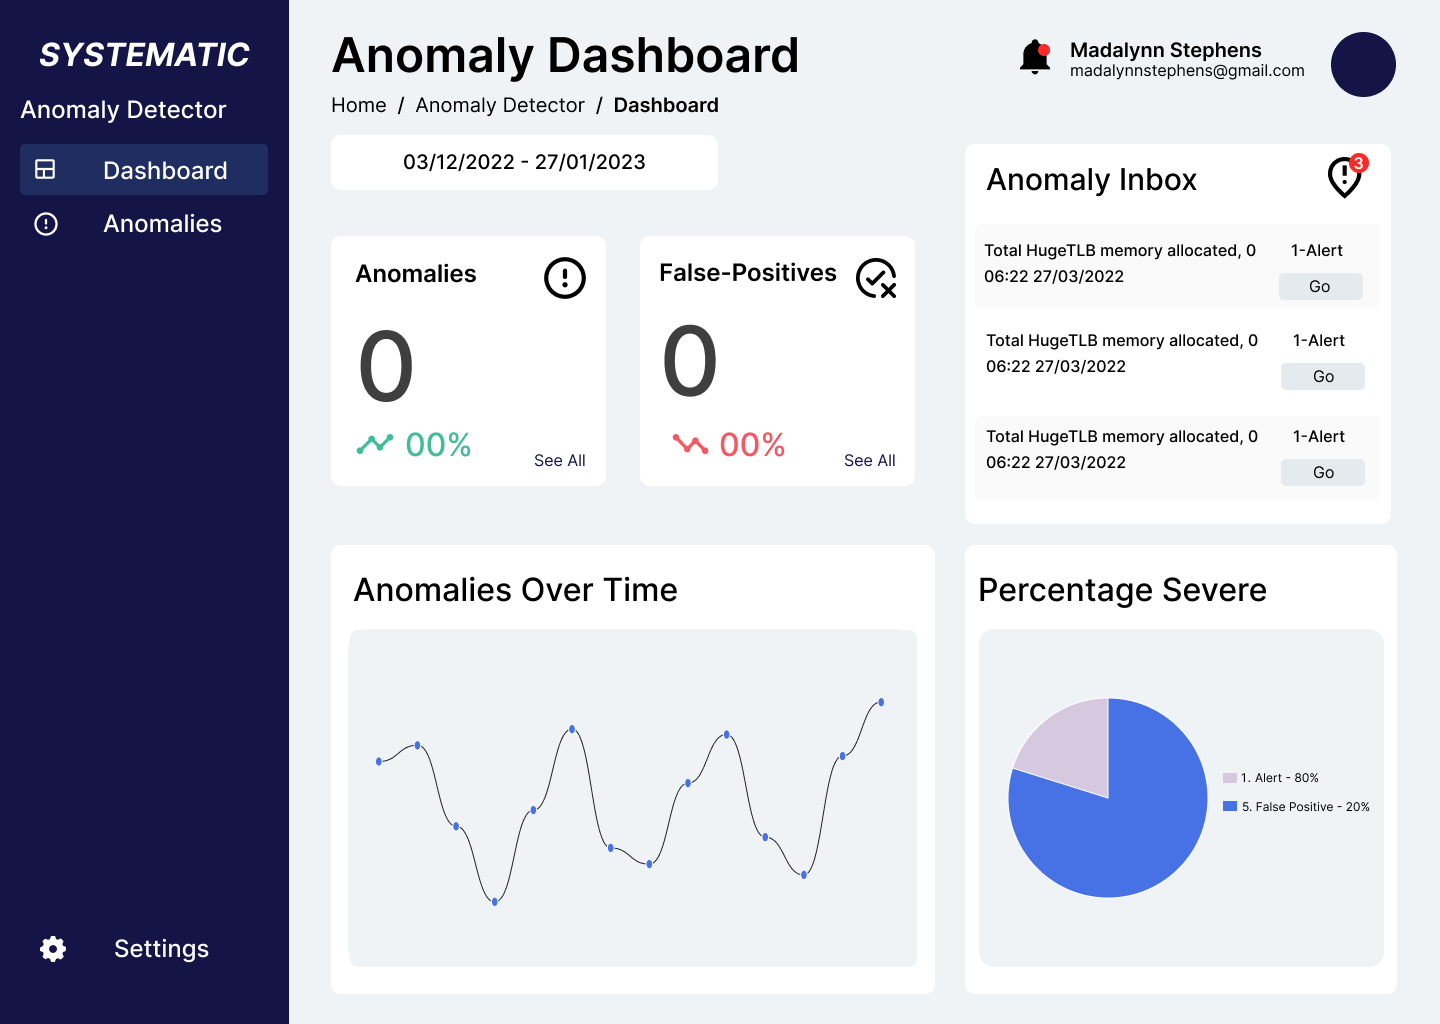 SYSTEMATIC
Anomaly Detector
Dashboard
Anomalies
Settings
Anomaly Dashboard
Home / Anomaly Detector / Dashboard
Madalynn Stephens
madalynnstephens@gmail.com
03/12/2022 - 27/01/2023
Anomalies
0
00%
See All
False-Positives
0
00%
See All
Anomaly Inbox
3
Total HugeTLB memory allocated, 0
06:22 27/03/2022
1-Alert
Go
Total HugeTLB memory allocated, 0
06:22 27/03/2022
1-Alert
Go
Total HugeTLB memory allocated, 0
06:22 27/03/2022
1-Alert
Go
Anomalies Over Time
Percentage Severe
1. Alert - 80%
5. False Positive - 20%